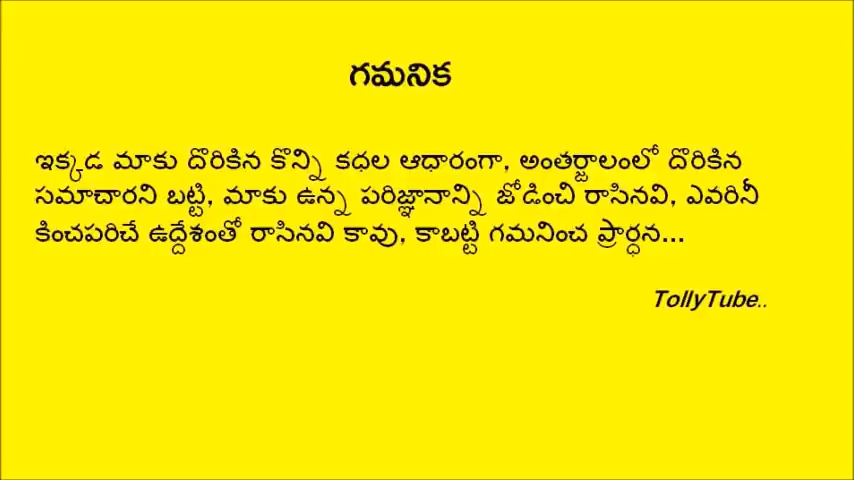 గమనిక
ఇక్కడ మాకు దొరికిన కొన్ని కధల ఆధారంగా, అంతర్జాలంలో దొరికిన
సమాచారని బట్టి, మాకు ఉన్న పరిజ్ఞానాన్ని జోడించి రాసినవి, ఎవరినీ
కించపరిచే ఉద్దేశంతో రాసినవి కావు, కాబట్టి గమనించ ప్రార్ధన...
TollyTube..